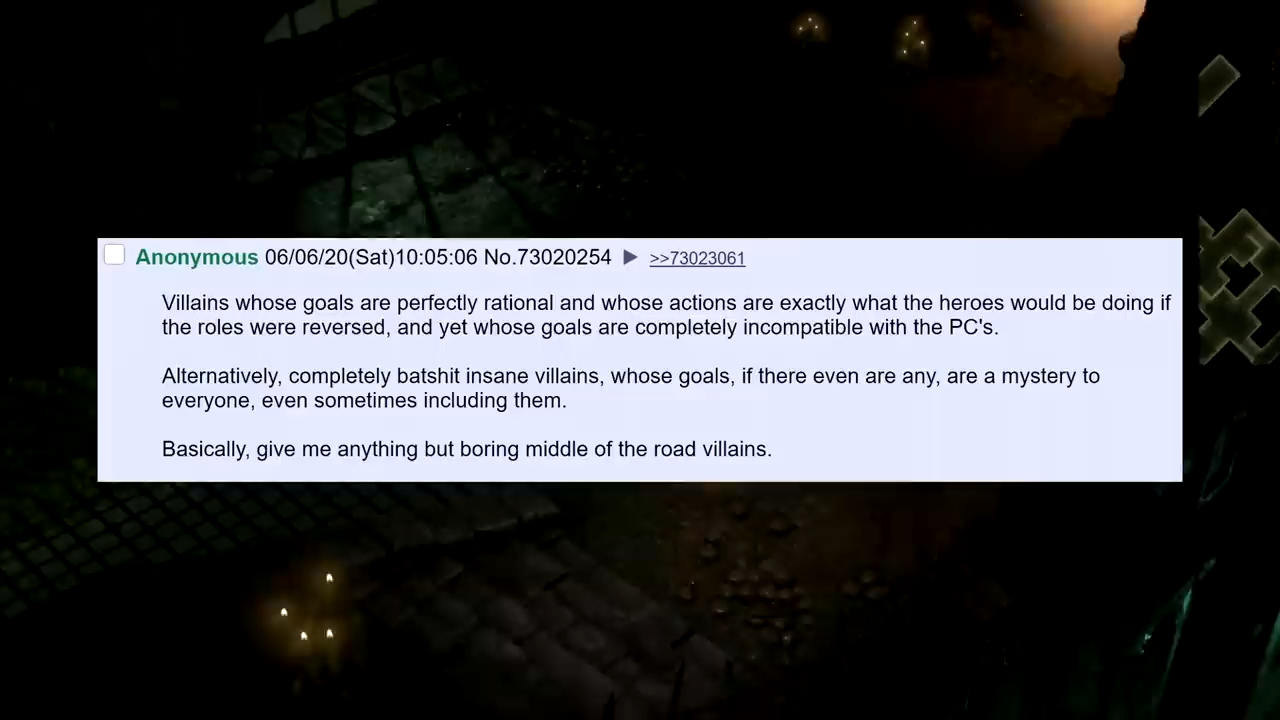 Anonymous 06/06/20(Sat)10:05:06 No.73020254 ▶ >>73023061
Villains whose goals are perfectly rational and whose actions are exactly what the heroes would be doing if
the roles were reversed, and yet whose goals are completely incompatible with the PC's.
Alternatively, completely batshit insane villains, whose goals, if there even are any, are a mystery to
everyone, even sometimes including them.
Basically, give me anything but boring middle of the road villains.